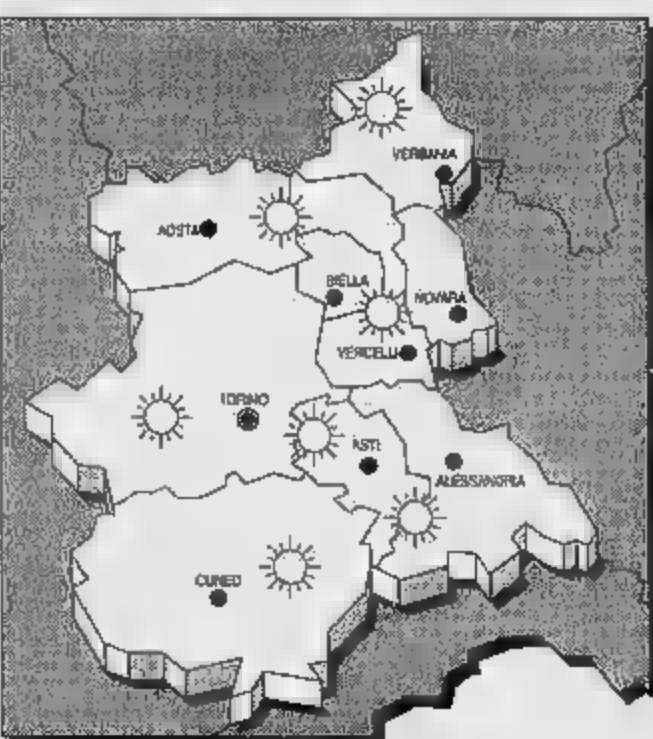 VERBANIA
AOSTA
BIELLA
NOVARA
VERCELLI
TORINO
ASTI
ALESSANDRIA
CUNEO